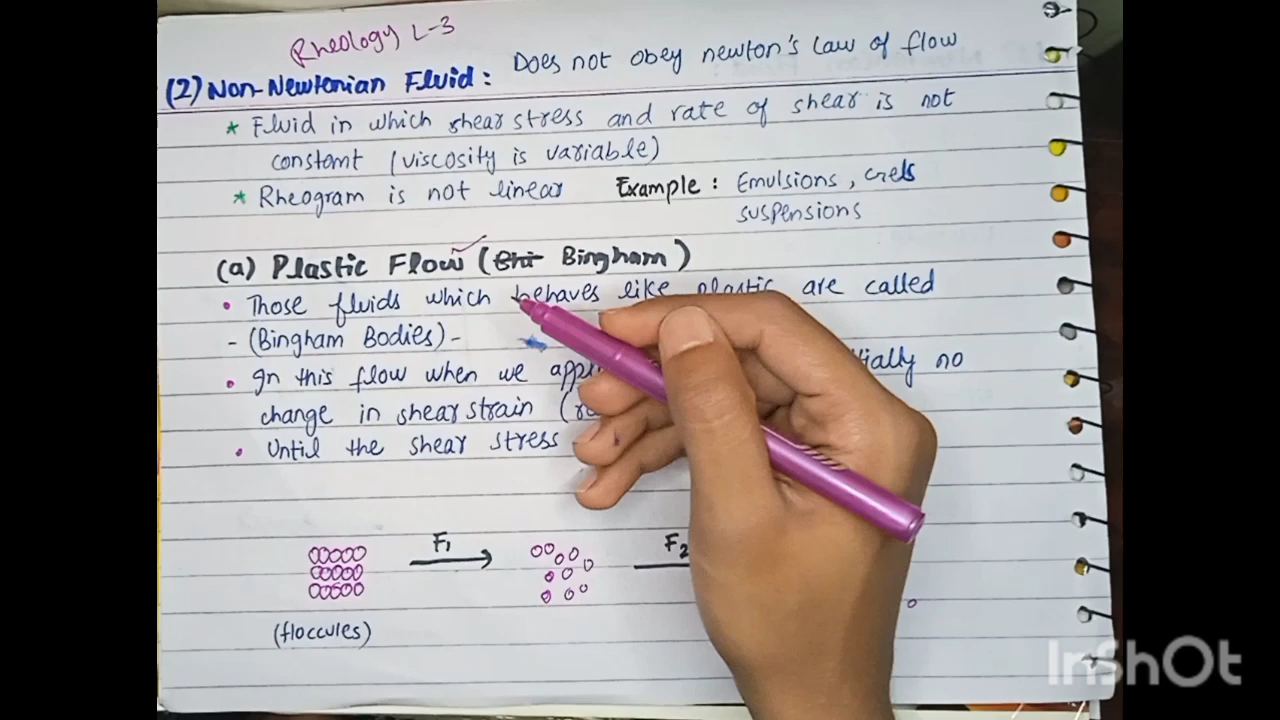 Rheology L-3
(2) Non-Newtonian Fluid: Does not obey newton's law of flow
* Fluid in which shear stress and rate of shear is not
constant (viscosity is variable)
* Rheogram is not linear Example: Emulsions, Gels
suspensions
(a) Plastic Flow (Bingham)
• Those fluids which behaves like plastic are called
- (Bingham Bodies) -
• In this flow when we no
change in shear strain
• Until the shear stress
F1 F2
(floccules)
InShOt